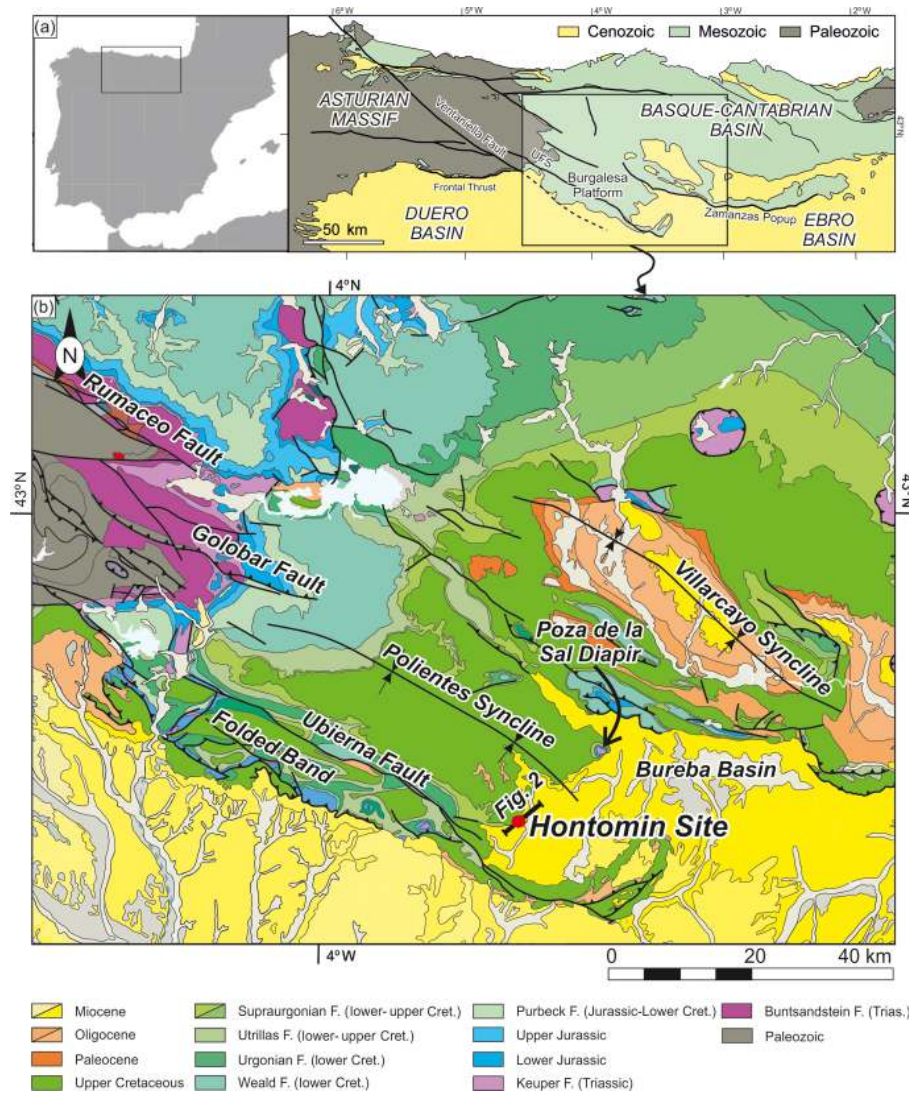 (a)
6°W
5°W
4°W
3°W
2°W
Cenozoic
Mesozoic
Paleozoic
ASTURIAN
MASSIF
Ventaniella Fault
BASQUE-CANTABRIAN
BASIN
43°N
UFS
Frontal Thrust
Burgalesa
Platform
Zamanzas Popup
DUERO
BASIN
EBRO
BASIN
50 km
(b)
4°N
N
Rumaceo Fault
43°N
43°N
Golobar Fault
Villarcayo Syncline
Poza de la
Sal Diapir
Polientes Syncline
Ubierna Fault
Folded Band
Bureba Basin
Fig. 2
Hontomin Site
4°W
0 20 40 km
Miocene
Oligocene
Paleocene
Upper Cretaceous
Supraurgonian F. (lower- upper Cret.)
Utrillas F. (lower- upper Cret.)
Urgonian F. (lower Cret.)
Weald F. (lower Cret.)
Purbeck F. (Jurassic-Lower Cret.)
Upper Jurassic
Lower Jurassic
Keuper F. (Triassic)
Buntsandstein F. (Trias.)
Paleozoic